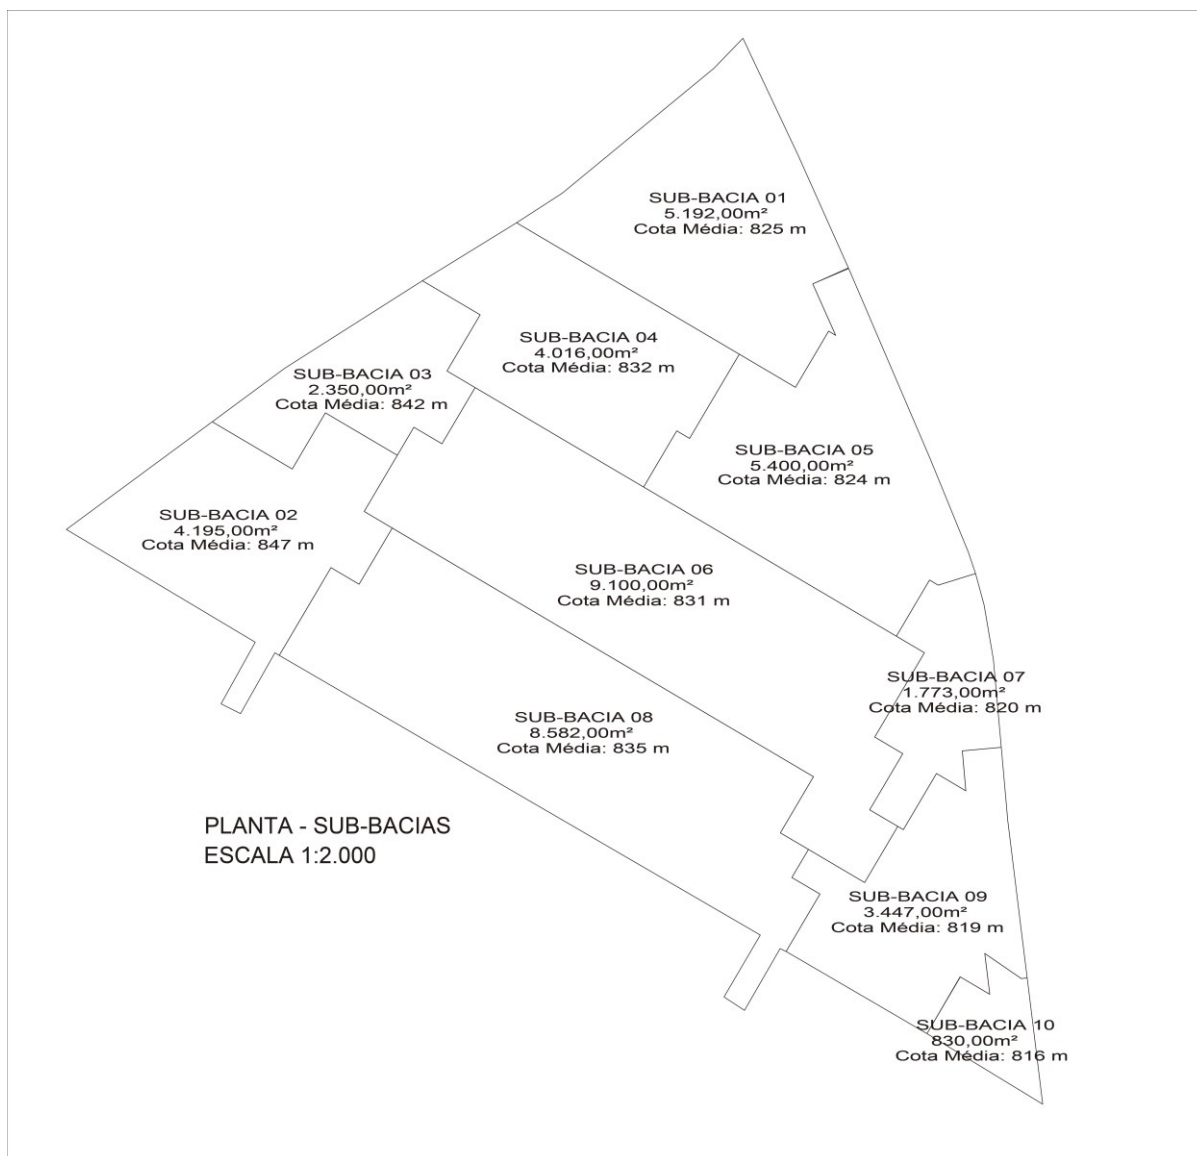 SUB-BACIA 01
5.192,00m²
Cota Média: 825 m
SUB-BACIA 04
4.016,00m²
Cota Média: 832 m
SUB-BACIA 03
2.350,00m²
Cota Média: 842 m
SUB-BACIA 05
5.400,00m²
Cota Média: 824 m
SUB-BACIA 02
4.195,00m²
Cota Média: 847 m
SUB-BACIA 06
9.100,00m²
Cota Média: 831 m
SUB-BACIA 07
1.773,00m²
Cota Média: 820 m
SUB-BACIA 08
8.582,00m²
Cota Média: 835 m
PLANTA - SUB-BACIAS
ESCALA 1:2.000
SUB-BACIA 09
3.447,00m²
Cota Média: 819 m
SUB-BACIA 10
830,00m²
Cota Média: 816 m